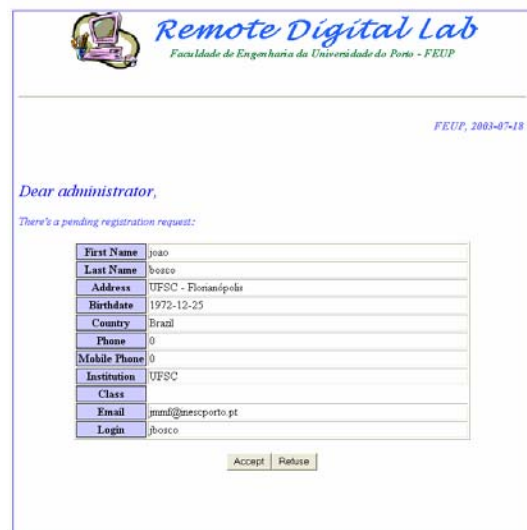 Remote Digital Lab
Faculdade de Engenharia da Universidade do Porto - FEUP
FEUP, 2003-07-18
Dear administrator,
There's a pending registration request:
First Name joao
Last Name bosco
Address UFSC - Florianópolis
Birthdate 1972-12-25
Country Brazil
Phone 0
Mobile Phone 0
Institution UFSC
Class
Email jmmf@inescporto.pt
Login jbosco
Accept Refuse